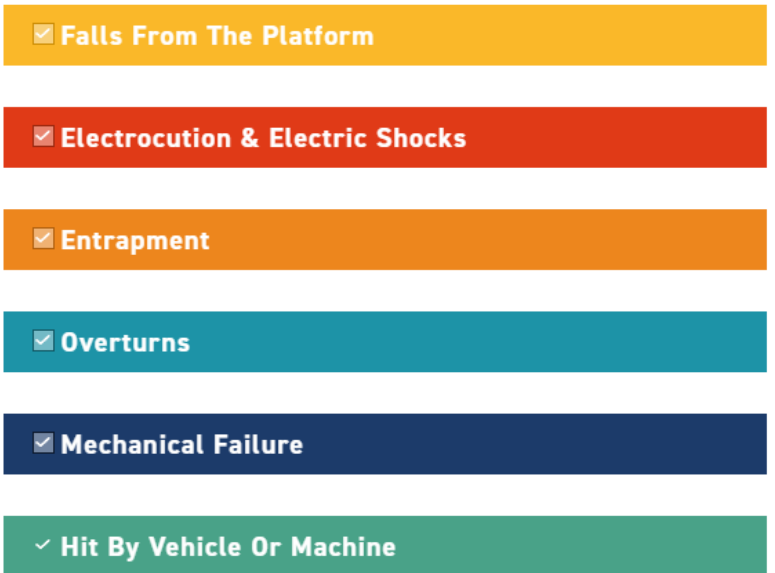 Falls From The Platform
Electrocution & Electric Shocks
Entrapment
Overturns
Mechanical Failure
Hit By Vehicle Or Machine